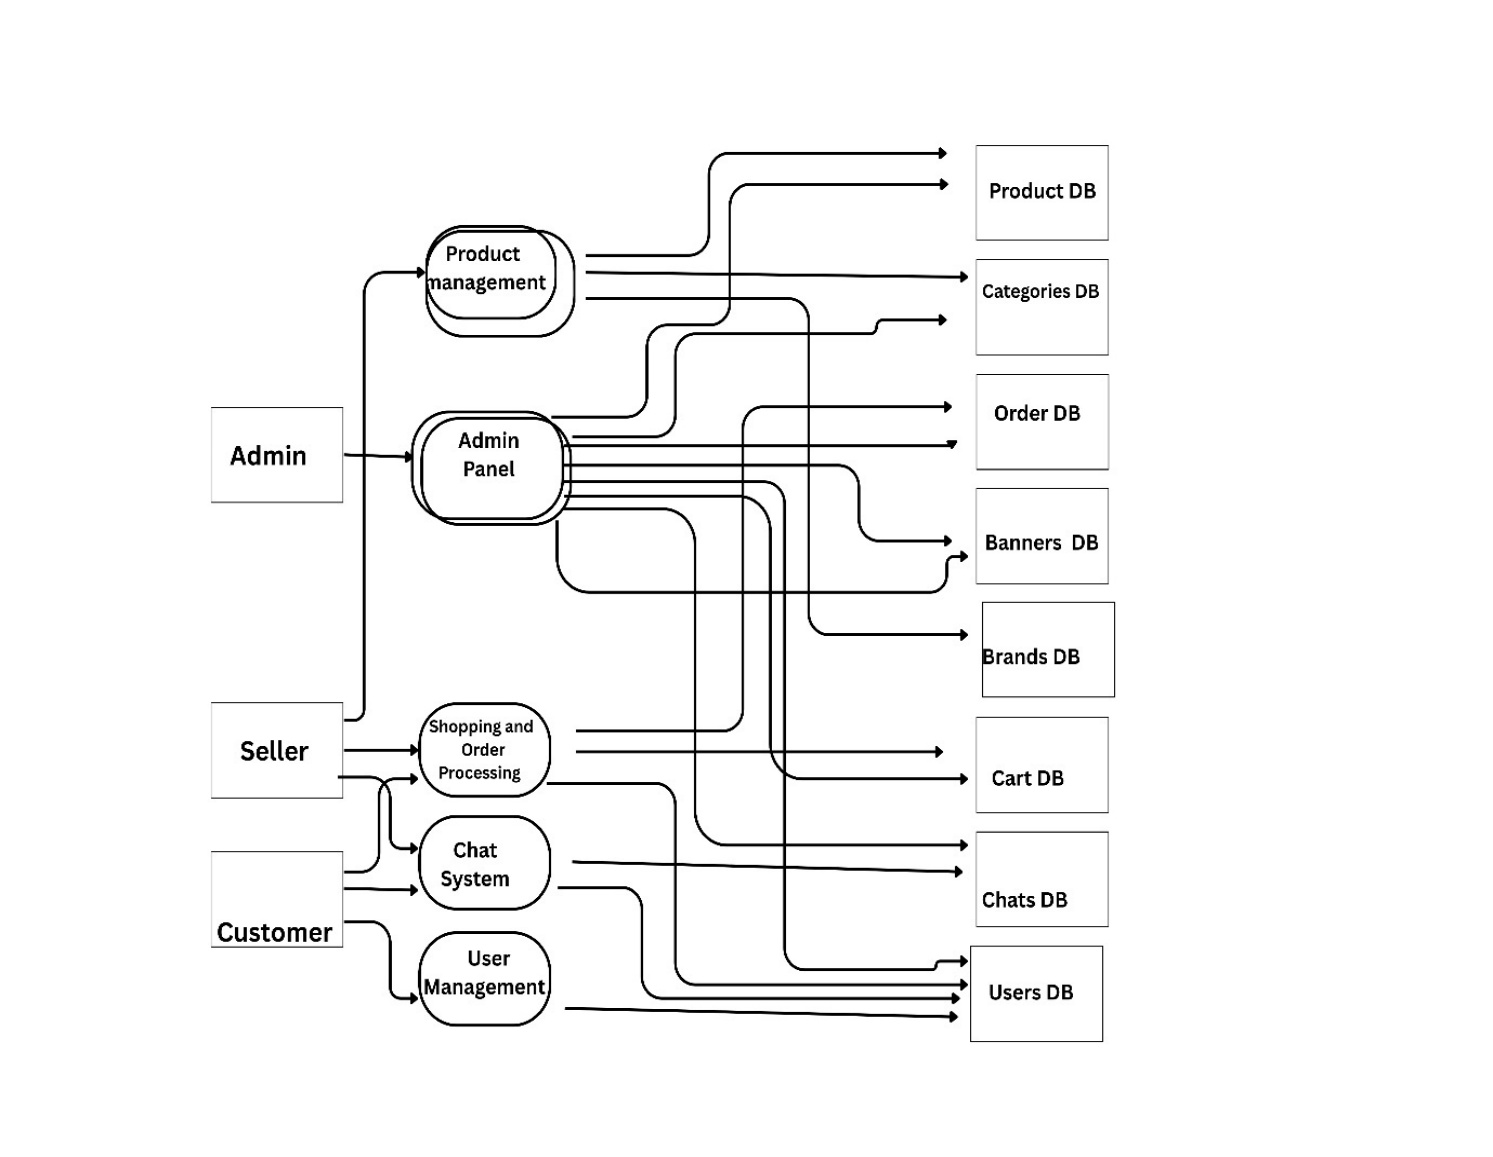 Product
management
Admin
Panel
Admin
Seller
Customer
Shopping and
Order
Processing
Chat
System
User
Management
Product DB
Categories DB
Order DB
Banners DB
Brands DB
Cart DB
Chats DB
Users DB